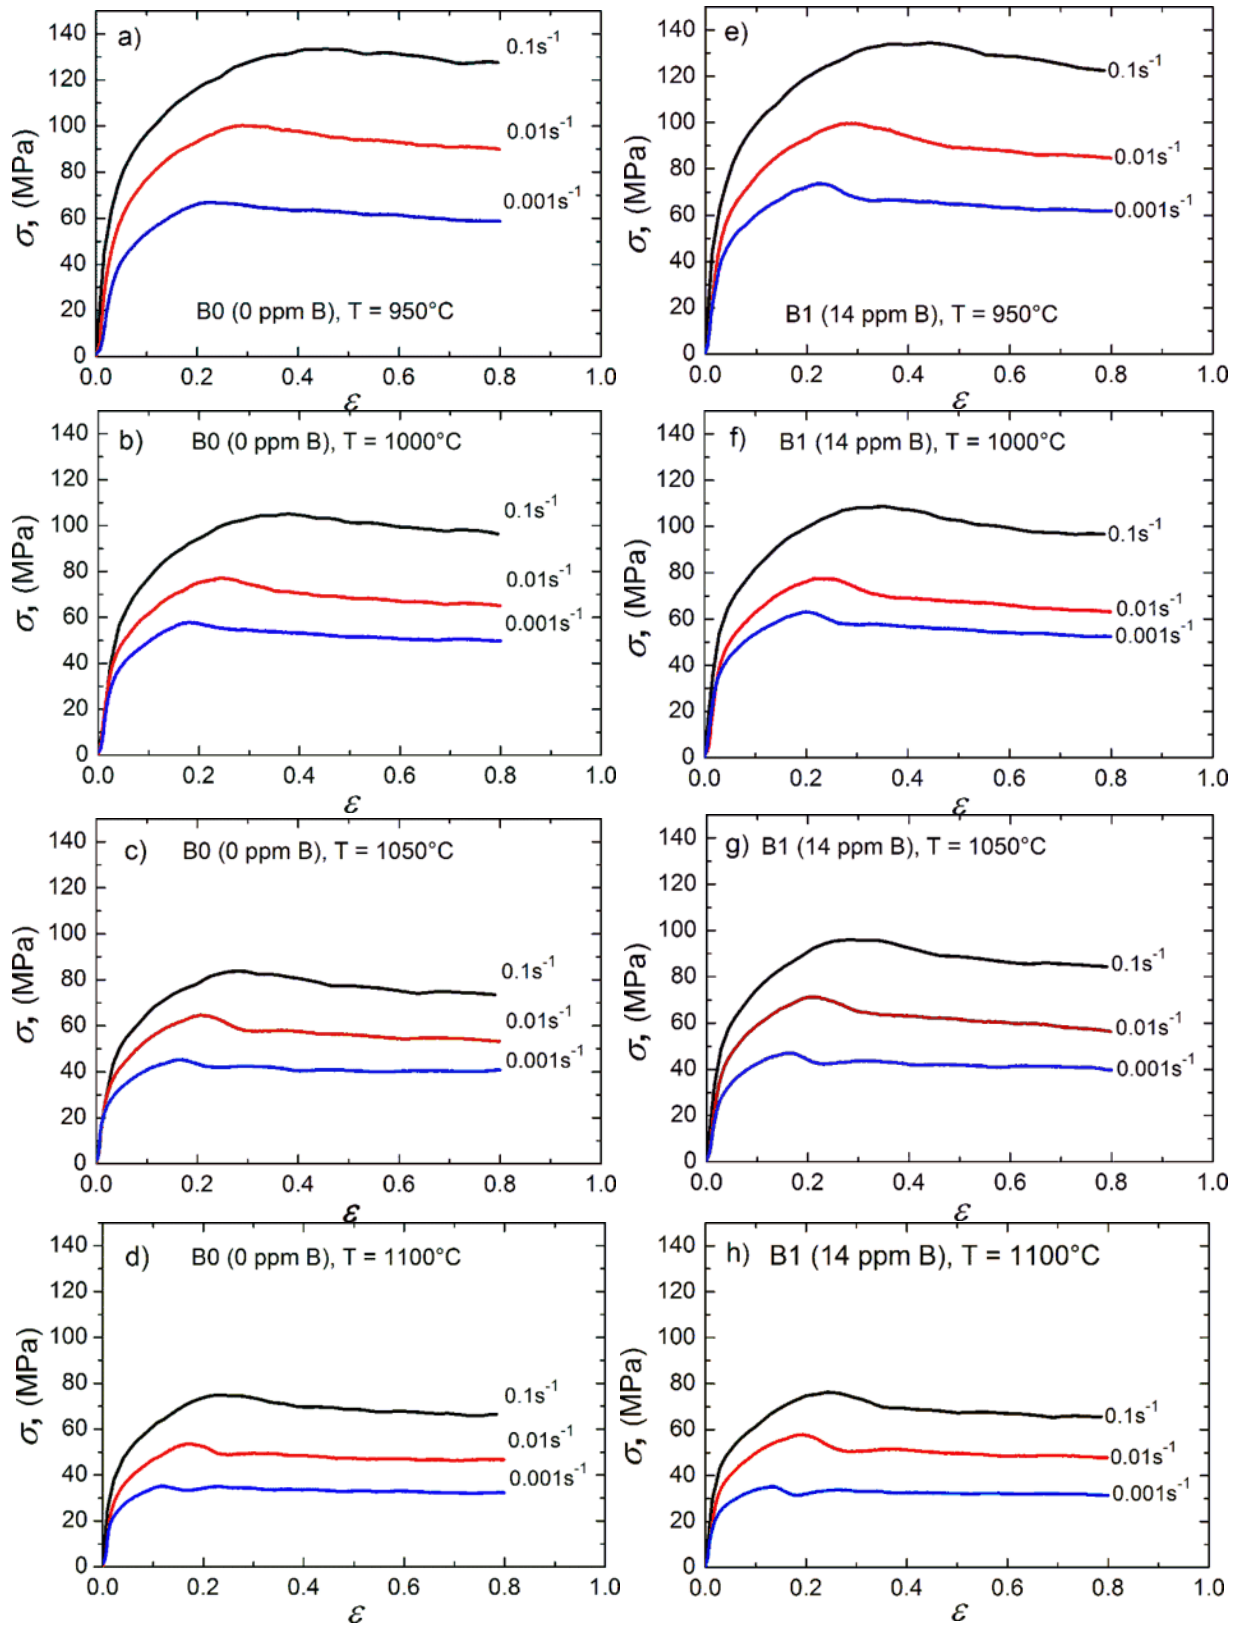 a)
0.1s⁻¹
0.01s⁻¹
0.001s⁻¹
B0 (0 ppm B), T = 950°C
σ, (MPa)
140
120
100
80
60
40
20
0
0.0 0.2 0.4 0.6 0.8 1.0
ε
e)
0.1s⁻¹
0.01s⁻¹
0.001s⁻¹
B1 (14 ppm B), T = 950°C
σ, (MPa)
140
120
100
80
60
40
20
0
0.0 0.2 0.4 0.6 0.8 1.0
ε
b)
B0 (0 ppm B), T = 1000°C
0.1s⁻¹
0.01s⁻¹
0.001s⁻¹
σ, (MPa)
140
120
100
80
60
40
20
0
0.0 0.2 0.4 0.6 0.8 1.0
ε
f)
B1 (14 ppm B), T = 1000°C
0.1s⁻¹
0.01s⁻¹
0.001s⁻¹
σ, (MPa)
140
120
100
80
60
40
20
0
0.0 0.2 0.4 0.6 0.8 1.0
ε
c)
B0 (0 ppm B), T = 1050°C
0.1s⁻¹
0.01s⁻¹
0.001s⁻¹
σ, (MPa)
140
120
100
80
60
40
20
0
0.0 0.2 0.4 0.6 0.8 1.0
ε
g)
B1 (14 ppm B), T = 1050°C
0.1s⁻¹
0.01s⁻¹
0.001s⁻¹
σ, (MPa)
140
120
100
80
60
40
20
0
0.0 0.2 0.4 0.6 0.8 1.0
ε
d)
B0 (0 ppm B), T = 1100°C
0.1s⁻¹
0.01s⁻¹
0.001s⁻¹
σ, (MPa)
140
120
100
80
60
40
20
0
0.0 0.2 0.4 0.6 0.8 1.0
ε
h)
B1 (14 ppm B), T = 1100°C
0.1s⁻¹
0.01s⁻¹
0.001s⁻¹
σ, (MPa)
140
120
100
80
60
40
20
0
0.0 0.2 0.4 0.6 0.8 1.0
ε